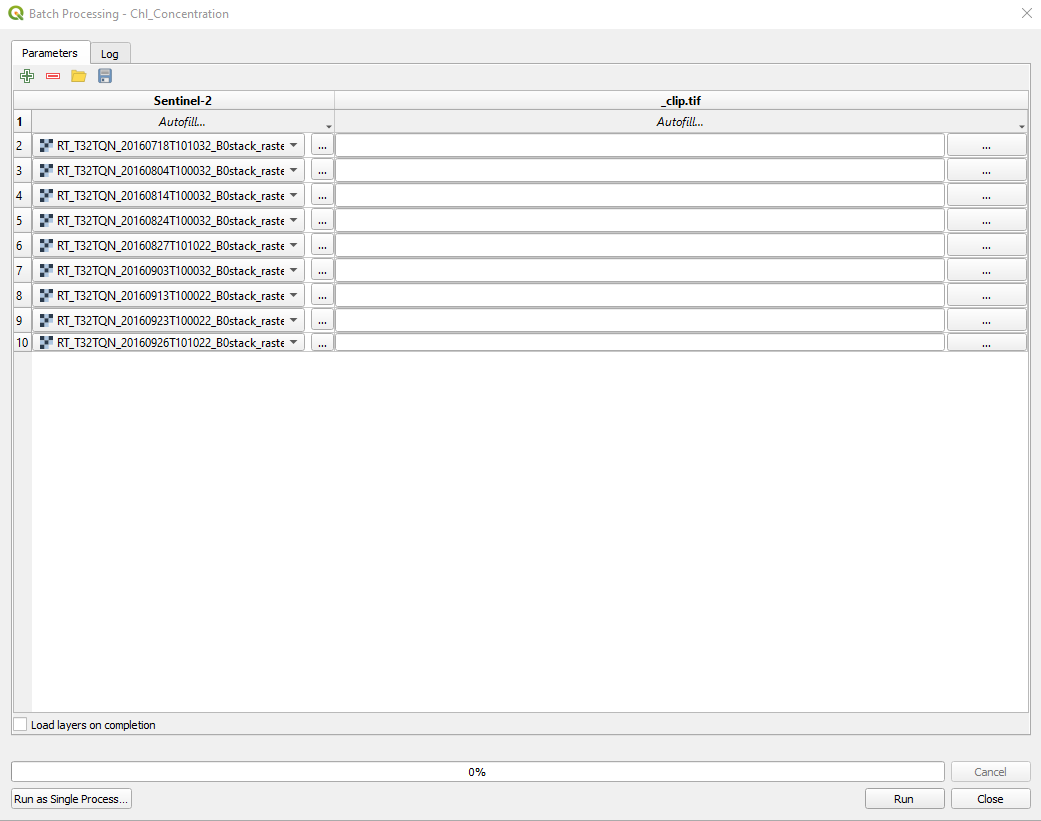 Batch Processing - Chl_Concentration
Parameters
Log
Sentinel-2 _clip.tif
1 Autofill... Autofill...
2 RT_T32TQN_20160718T101032_B0stack_raste ... ...
3 RT_T32TQN_20160804T100032_B0stack_raste ... ...
4 RT_T32TQN_20160814T100032_B0stack_raste ... ...
5 RT_T32TQN_20160824T100032_B0stack_raste ... ...
6 RT_T32TQN_20160827T101022_B0stack_raste ... ...
7 RT_T32TQN_20160903T100032_B0stack_raste ... ...
8 RT_T32TQN_20160913T100022_B0stack_raste ... ...
9 RT_T32TQN_20160923T100022_B0stack_raste ... ...
10 RT_T32TQN_20160926T101022_B0stack_raste ... ...
Load layers on completion
0%
Cancel
Run as Single Process...
Run
Close